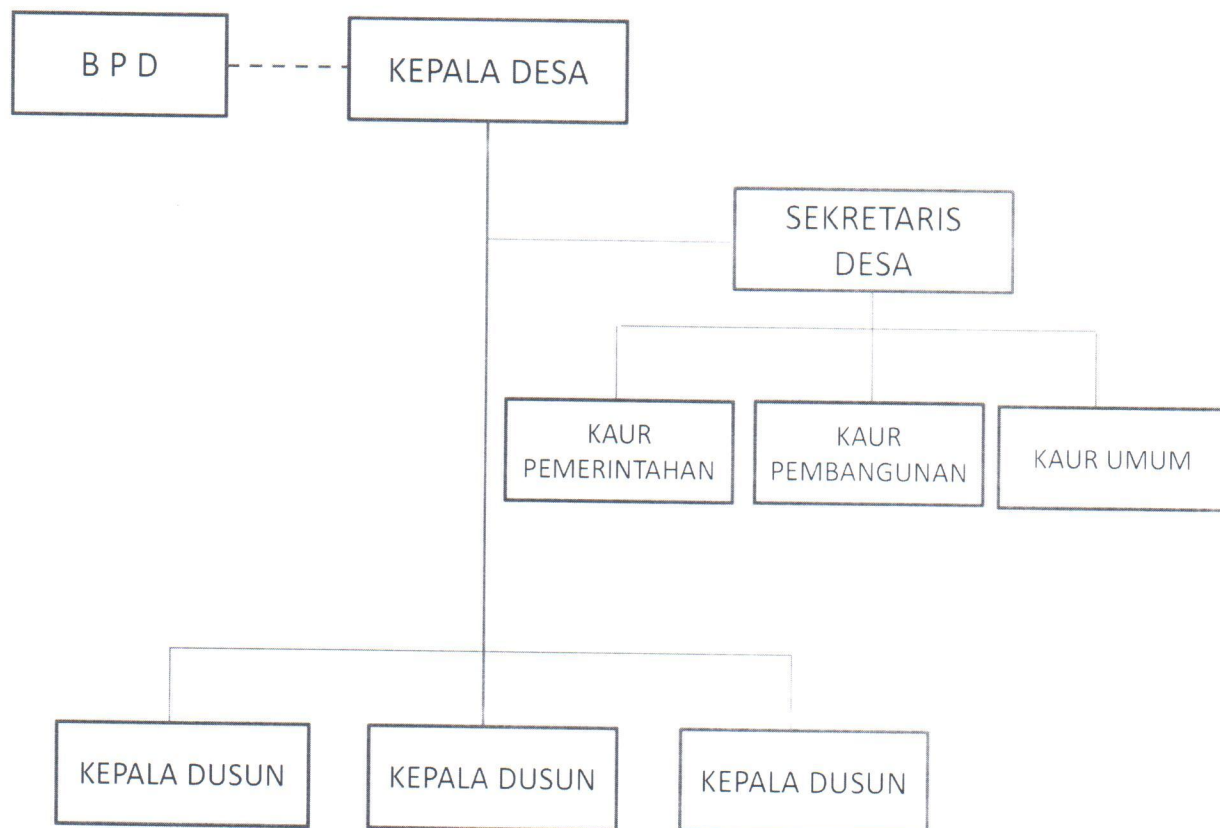 B P D
KEPALA DESA
SEKRETARIS
DESA
KAUR
PEMERINTAHAN
KAUR
PEMBANGUNAN
KAUR UMUM
KEPALA DUSUN
KEPALA DUSUN
KEPALA DUSUN